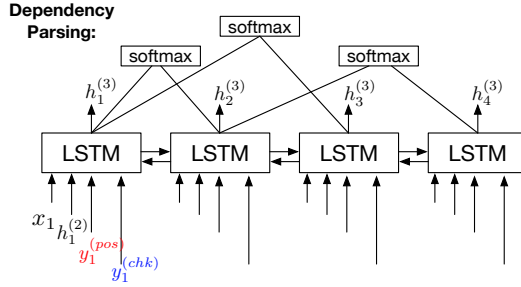 Dependency
Parsing:
softmax
softmax
softmax
h_1^{(3)}
h_2^{(3)}
h_3^{(3)}
h_4^{(3)}
LSTM
LSTM
LSTM
LSTM
x_1
h_1^{(2)}
y_1^{(pos)}
y_1^{(chk)}